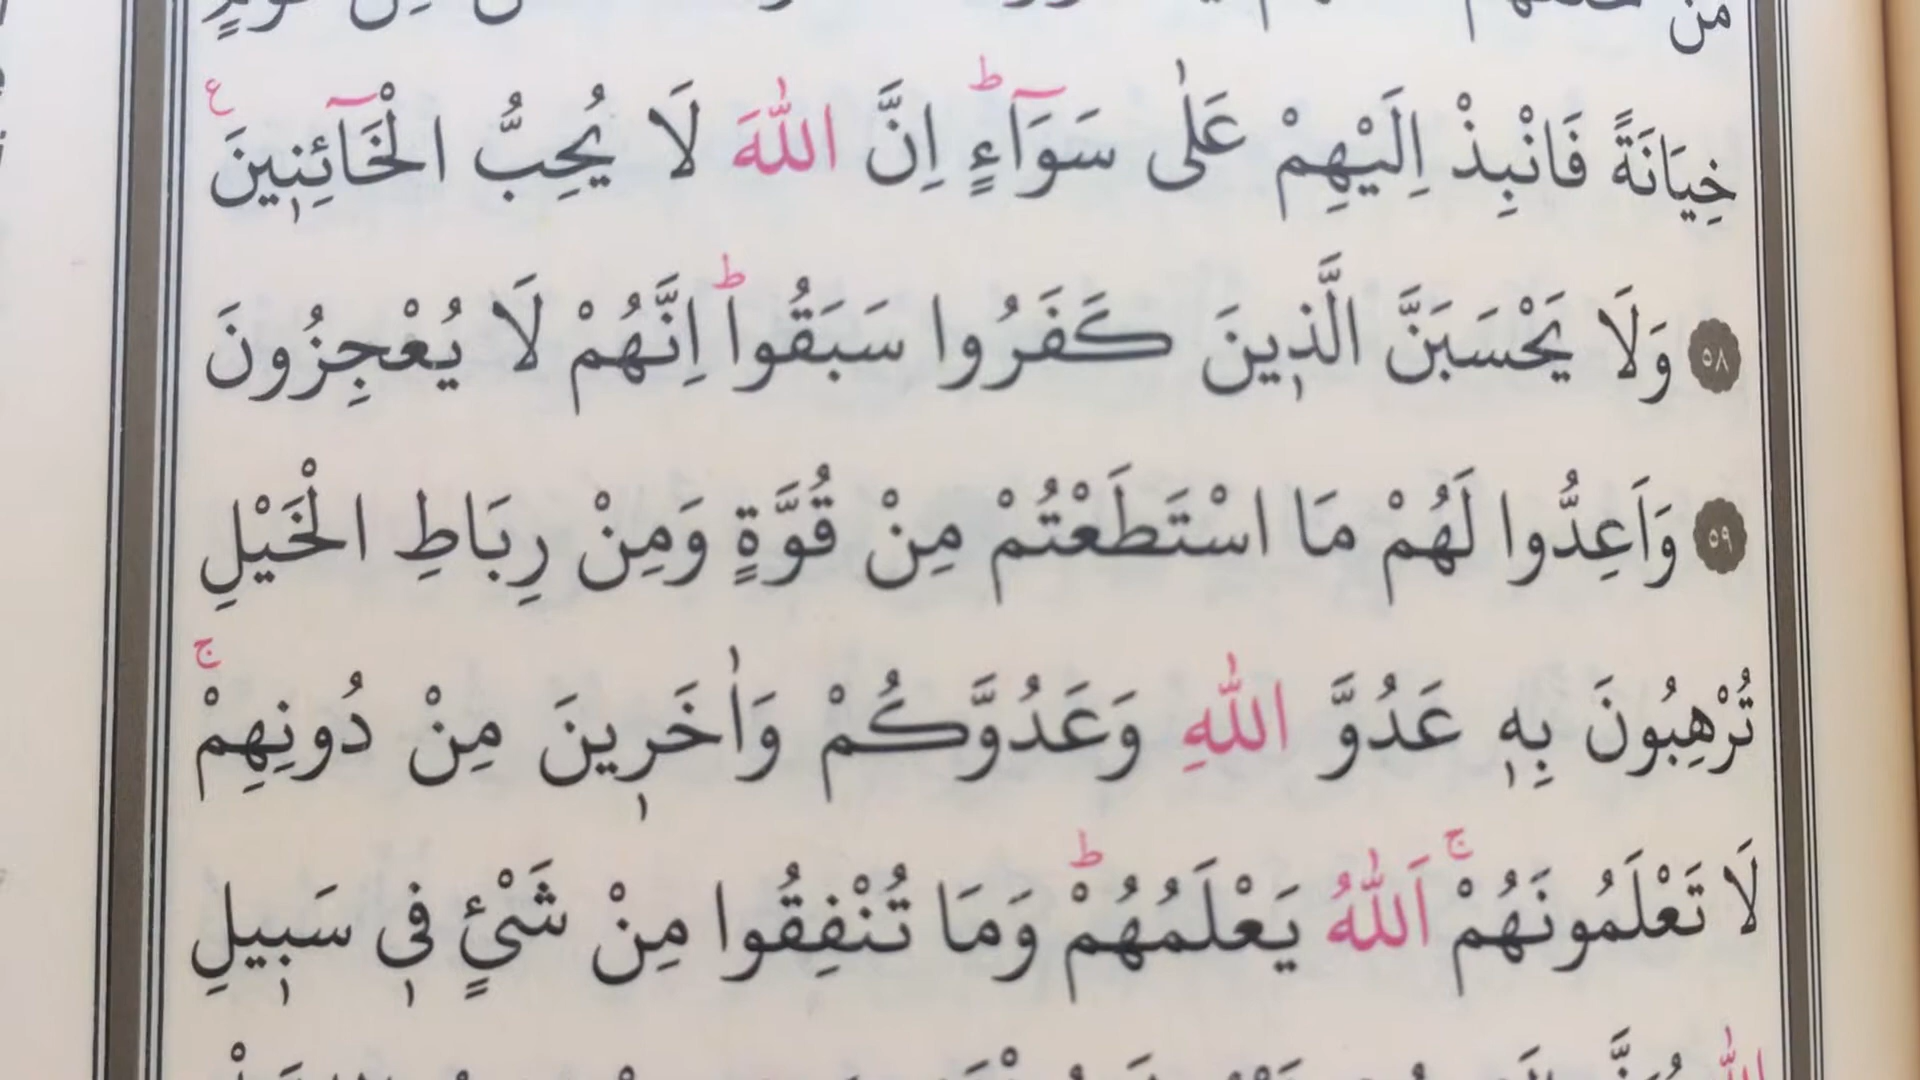 خِيَانَةً فَانْبِذْ اِلَيْهِمْ عَلٰى سَوَٓاءٍۜ اِنَّ اللّٰهَ لَا يُحِبُّ الْخَٓائِنٖينَࣖ
﴿٥٨﴾ وَلَا يَحْسَبَنَّ الَّذٖينَ كَفَرُوا سَبَقُواۜ اِنَّهُمْ لَا يُعْجِزُونَ
﴿٥٩﴾ وَاَعِدُّوا لَهُمْ مَا اسْتَطَعْتُمْ مِنْ قُوَّةٍ وَمِنْ رِبَاطِ الْخَيْلِ
تُرْهِبُونَ بِهٖ عَدُوَّ اللّٰهِ وَعَدُوَّكُمْ وَاٰخَرٖينَ مِنْ دُونِهِمْۚ
لَا تَعْلَمُونَهُمْۚ اَللّٰهُ يَعْلَمُهُمْۜ وَمَا تُنْفِقُوا مِنْ شَيْئٍ فٖي سَبٖيلِ